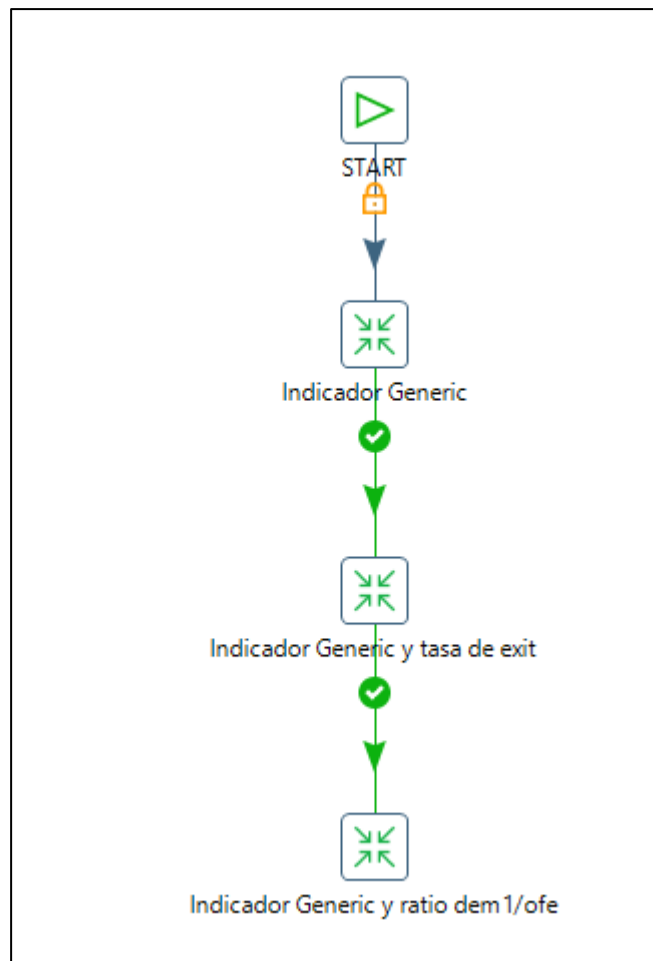 START
Indicador Generic
Indicador Generic y tasa de exit
Indicador Generic y ratio dem1/ofe